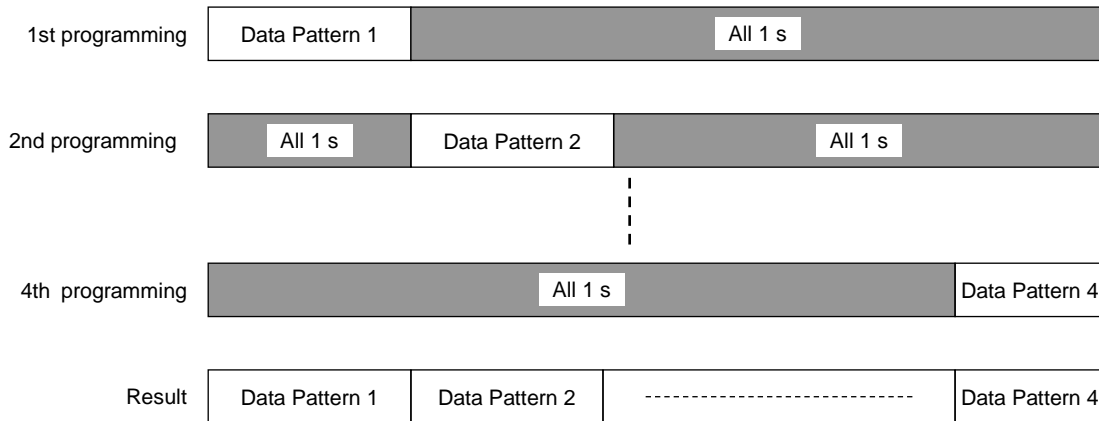 1st programming Data Pattern 1 All 1 s
2nd programming All 1 s Data Pattern 2 All 1 s
4th programming All 1 s Data Pattern 4
Result Data Pattern 1 Data Pattern 2 Data Pattern 4